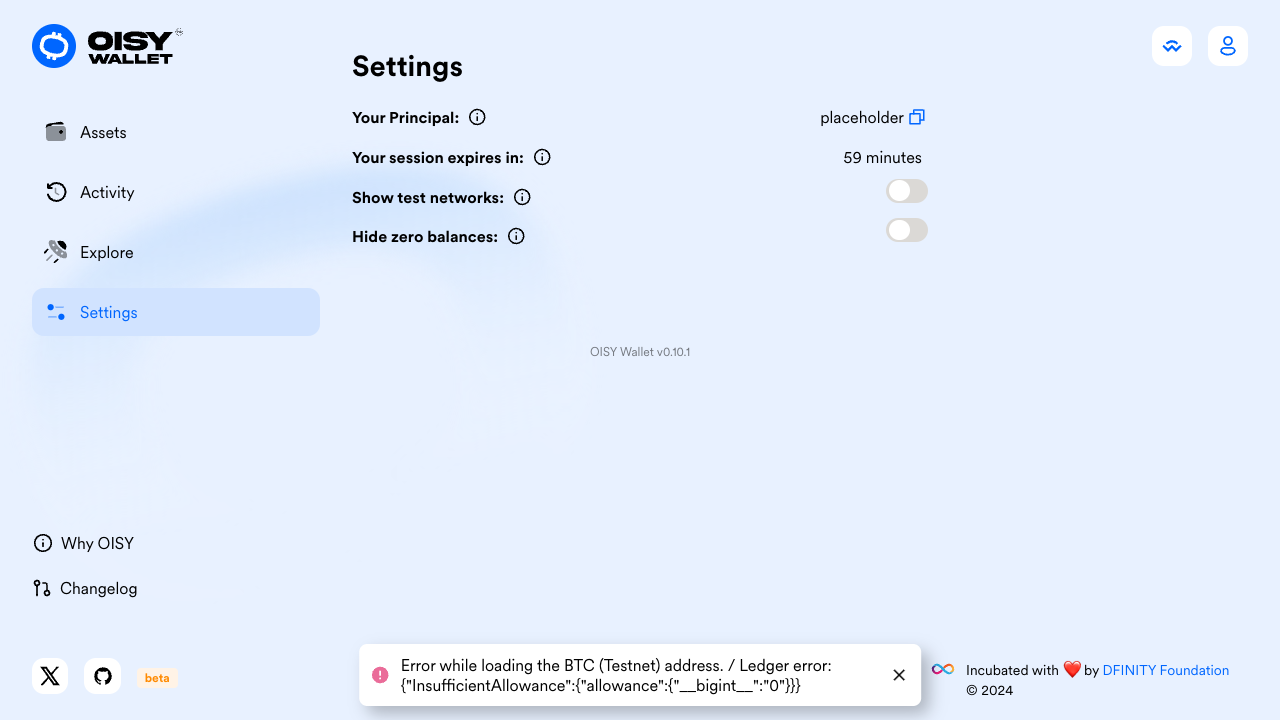 OISY
WALLET
Assets
Activity
Explore
Settings
Why OISY
Changelog
beta
Settings
Your Principal:
placeholder
Your session expires in:
59 minutes
Show test networks:
Hide zero balances:
OISY Wallet v0.10.1
Error while loading the BTC (Testnet) address. / Ledger error:
{"InsufficientAllowance":{"allowance":{"__bigint__":"0"}}}
Incubated with ❤️ by DFINITY Foundation
© 2024